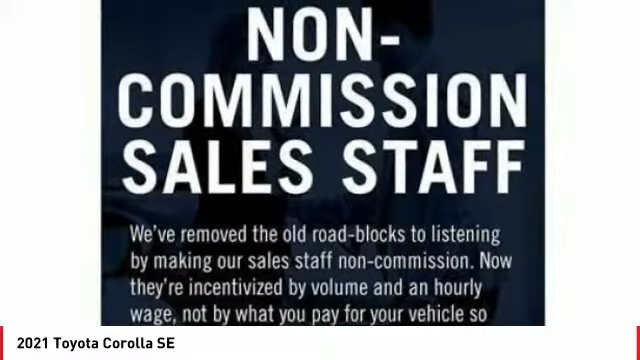 NON-
COMMISSION
SALES STAFF
We've removed the old road-blocks to listening
by making our sales staff non-commission. Now
they're incentivized by volume and an hourly
wage, not by what you pay for your vehicle so
2021 Toyota Corolla SE